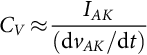 C_V ≈ I_AK / (dv_AK/dt)